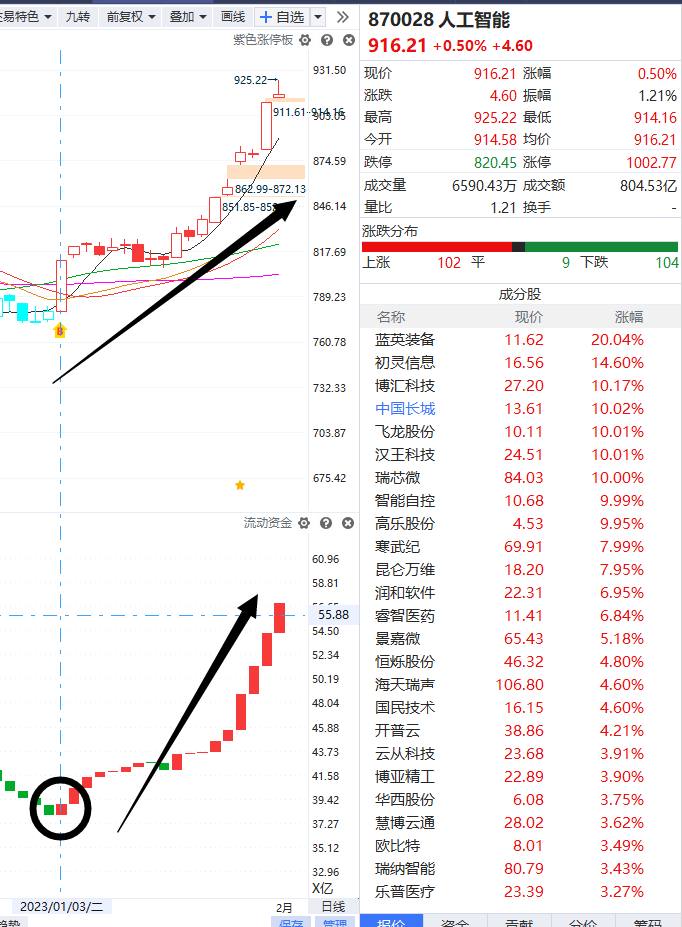 易特色 九转 前复权 叠加 画线 + 自选 »
紫色涨停板
925.22
931.50
911.61-914.16
903.05
874.59
862.99-872.13
851.85-85
846.14
817.69
789.23
B
760.78
732.33
703.87
675.42
流动资金
60.96
58.81
55.88
54.50
52.34
50.19
48.04
45.88
43.73
41.58
39.42
37.27
35.12
32.96
X亿
2023/01/03/二 2月 日线
趋势 保存 管理
870028 人工智能
916.21 +0.50% +4.60
现价 916.21 涨幅 0.50%
涨跌 4.60 振幅 1.21%
最高 925.22 最低 914.16
今开 914.58 均价 916.21
跌停 820.45 涨停 1002.77
成交量 6590.43万 成交额 804.53亿
量比 1.21 换手 -
涨跌分布
上涨 102 平 9 下跌 104
成分股
名称 现价 涨幅
蓝英装备 11.62 20.04%
初灵信息 16.56 14.60%
博汇科技 27.20 10.17%
中国长城 13.61 10.02%
飞龙股份 10.11 10.01%
汉王科技 24.51 10.01%
瑞芯微 84.03 10.00%
智能自控 10.68 9.99%
高乐股份 4.53 9.95%
寒武纪 69.91 7.99%
昆仑万维 18.20 7.95%
润和软件 22.31 6.95%
睿智医药 11.41 6.84%
景嘉微 65.43 5.18%
恒烁股份 46.32 4.80%
海天瑞声 106.80 4.60%
国民技术 16.15 4.60%
开普云 38.86 4.21%
云从科技 23.68 3.91%
博亚精工 22.89 3.90%
华西股份 6.08 3.75%
慧博云通 28.02 3.62%
欧比特 8.01 3.49%
瑞纳智能 80.79 3.43%
乐普医疗 23.39 3.27%
报价 资金 贡献 分价 筹码